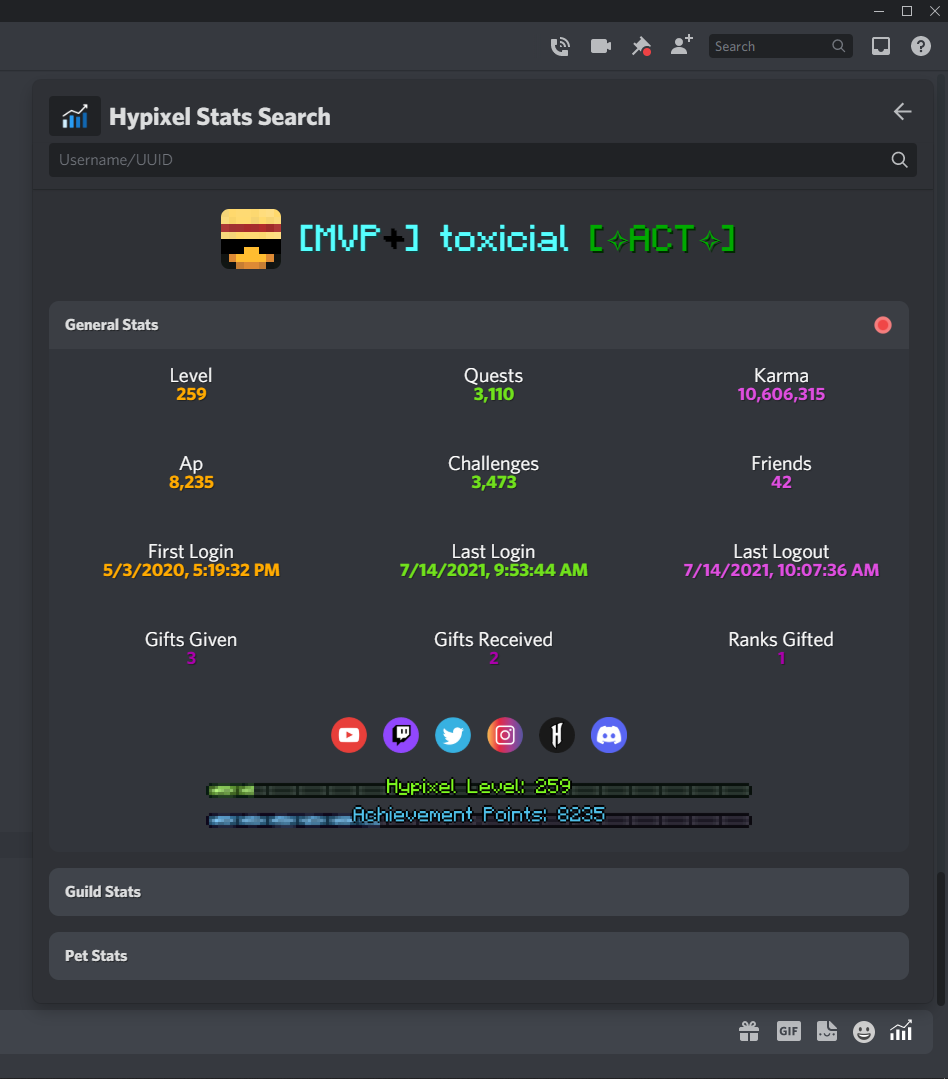 Search
Hypixel Stats Search
Username/UUID
[MVP+] toxicial [✧ACT✧]
General Stats
Level Quests Karma
259 3,110 10,606,315
Ap Challenges Friends
8,235 3,473 42
First Login Last Login Last Logout
5/3/2020, 5:19:32 PM 7/14/2021, 9:53:44 AM 7/14/2021, 10:07:36 AM
Gifts Given Gifts Received Ranks Gifted
3 2 1
Hypixel Level: 259
Achievement Points: 8235
Guild Stats
Pet Stats
GIF